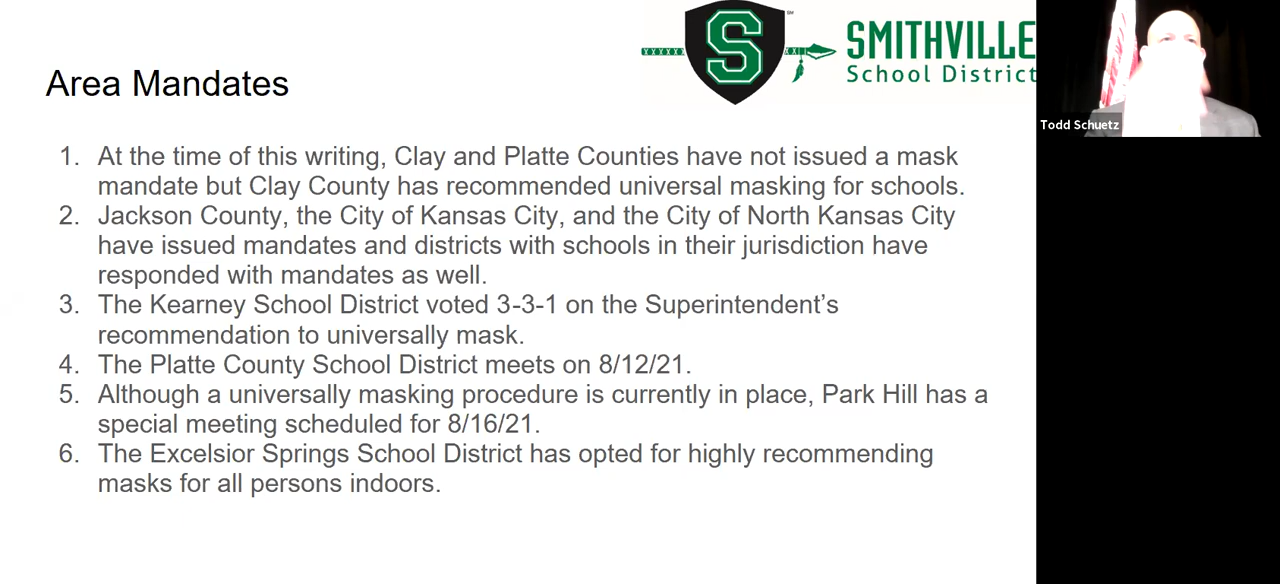 S
SM
SMITHVILLE
School District
Area Mandates
Todd Schuetz
1. At the time of this writing, Clay and Platte Counties have not issued a mask
mandate but Clay County has recommended universal masking for schools.
2. Jackson County, the City of Kansas City, and the City of North Kansas City
have issued mandates and districts with schools in their jurisdiction have
responded with mandates as well.
3. The Kearney School District voted 3-3-1 on the Superintendent’s
recommendation to universally mask.
4. The Platte County School District meets on 8/12/21.
5. Although a universally masking procedure is currently in place, Park Hill has a
special meeting scheduled for 8/16/21.
6. The Excelsior Springs School District has opted for highly recommending
masks for all persons indoors.